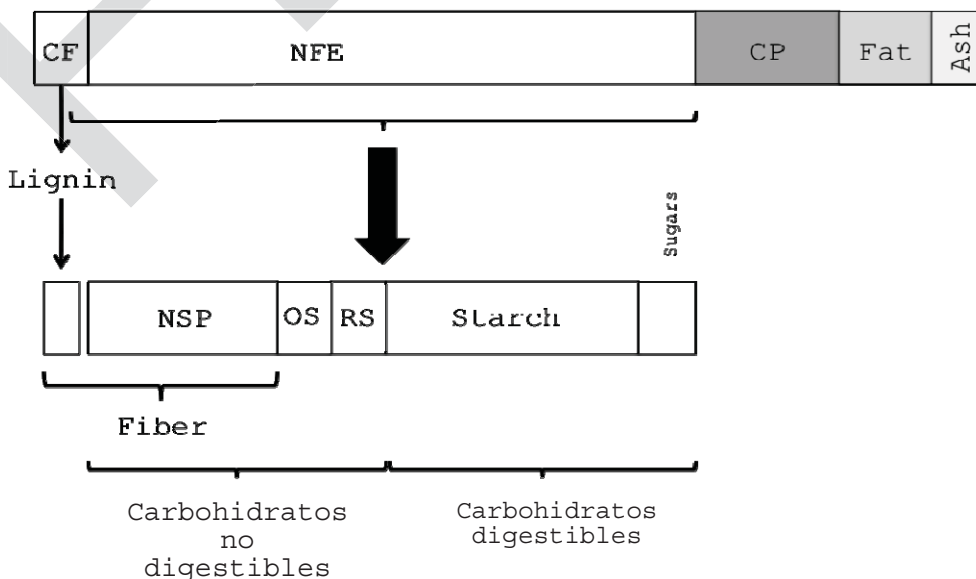 CF NFE CP Fat Ash
Lignin
Sugars
NSP OS RS Starch
Fiber
Carbohidratos
no
digestibles
Carbohidratos
digestibles